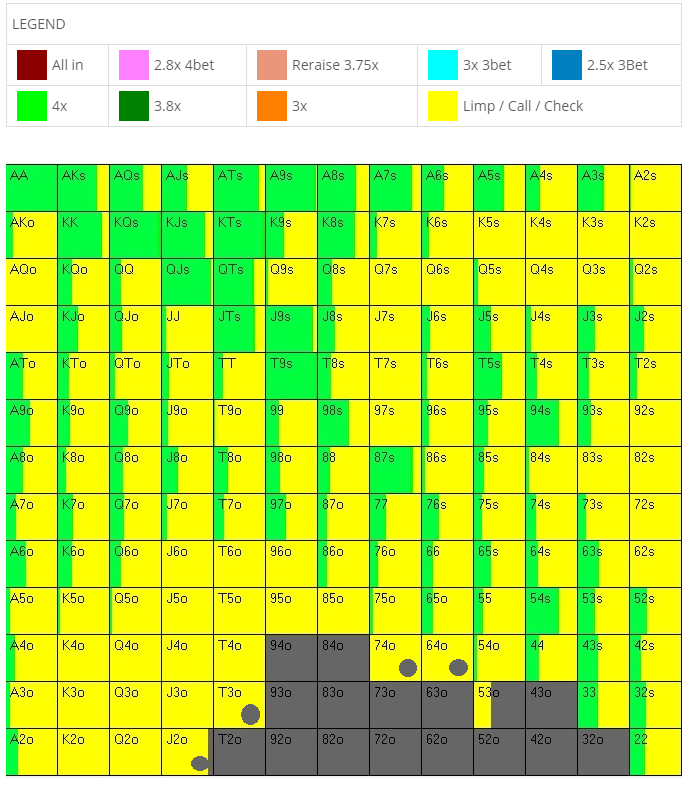 LEGEND
All in 2.8x 4bet Reraise 3.75x 3x 3bet 2.5x 3Bet
4x 3.8x 3x Limp / Call / Check
AA AKs AQs AJs ATs A9s A8s A7s A6s A5s A4s A3s A2s
AKo KK KQs KJs KTs K9s K8s K7s K6s K5s K4s K3s K2s
AQo KQo QQ QJs QTs Q9s Q8s Q7s Q6s Q5s Q4s Q3s Q2s
AJo KJo QJo JJ JTs J9s J8s J7s J6s J5s J4s J3s J2s
ATo KTo QTo JTo TT T9s T8s T7s T6s T5s T4s T3s T2s
A9o K9o Q9o J9o T9o 99 98s 97s 96s 95s 94s 93s 92s
A8o K8o Q8o J8o T8o 98o 88 87s 86s 85s 84s 83s 82s
A7o K7o Q7o J7o T7o 97o 87o 77 76s 75s 74s 73s 72s
A6o K6o Q6o J6o T6o 96o 86o 76o 66 65s 64s 63s 62s
A5o K5o Q5o J5o T5o 95o 85o 75o 65o 55 54s 53s 52s
A4o K4o Q4o J4o T4o 94o 84o 74o 64o 54o 44 43s 42s
A3o K3o Q3o J3o T3o 93o 83o 73o 63o 53o 43o 33 32s
A2o K2o Q2o J2o T2o 92o 82o 72o 62o 52o 42o 32o 22